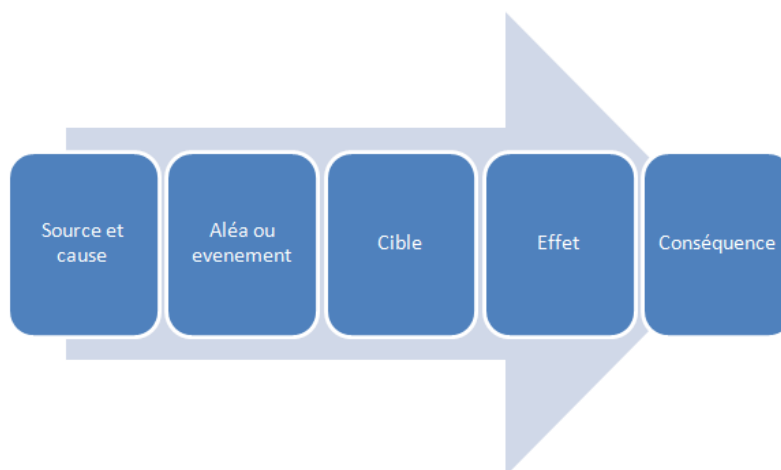 Source et
cause
Aléa ou
evenement
Cible
Effet
Conséquence